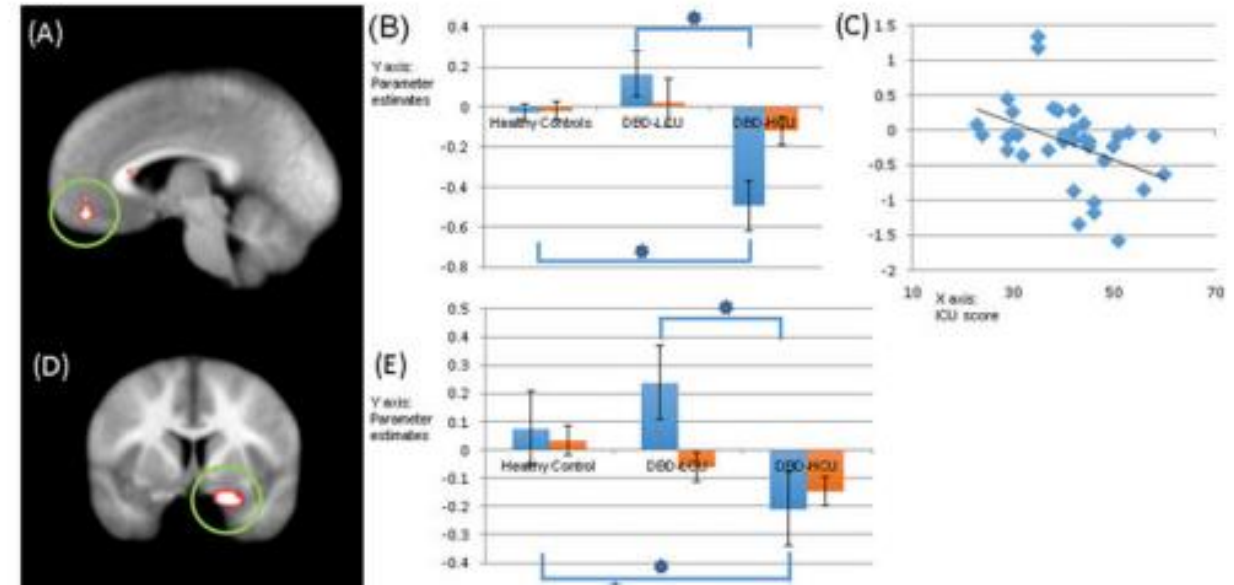 (A)
(B)
Y axis:
Parameter
estimates
0.4
0.2
0
-0.2
-0.4
-0.6
-0.8
Healthy Controls
DBD-LCU
DBD-HCU
(C)
1.5
1
0.5
0
-0.5
-1
-1.5
-2
10
30
50
70
X axis:
ICU score
(D)
(E)
Y axis:
Parameter
estimates
0.5
0.4
0.3
0.2
0.1
0
-0.1
-0.2
-0.3
-0.4
Healthy Control
DBD-LCU
DBD-HCU